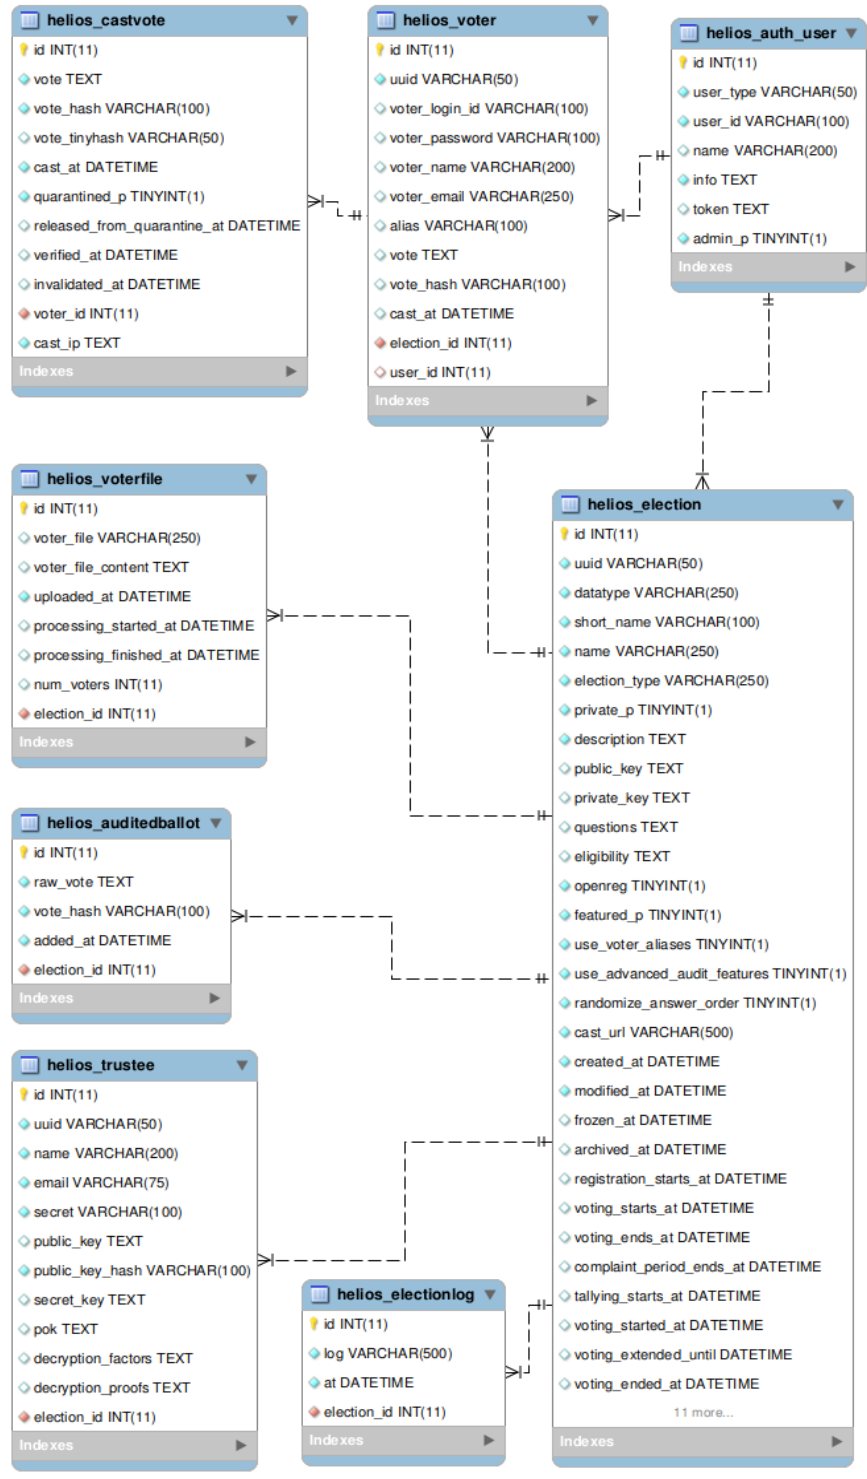 helios_castvote
id INT(11)
vote TEXT
vote_hash VARCHAR(100)
vote_tinyhash VARCHAR(50)
cast_at DATETIME
quarantined_p TINYINT(1)
released_from_quarantine_at DATETIME
verified_at DATETIME
invalidated_at DATETIME
voter_id INT(11)
cast_ip TEXT
Indexes
helios_voter
id INT(11)
uuid VARCHAR(50)
voter_login_id VARCHAR(100)
voter_password VARCHAR(100)
voter_name VARCHAR(200)
voter_email VARCHAR(250)
alias VARCHAR(100)
vote TEXT
vote_hash VARCHAR(100)
cast_at DATETIME
election_id INT(11)
user_id INT(11)
Indexes
helios_auth_user
id INT(11)
user_type VARCHAR(50)
user_id VARCHAR(100)
name VARCHAR(200)
info TEXT
token TEXT
admin_p TINYINT(1)
Indexes
helios_voterfile
id INT(11)
voter_file VARCHAR(250)
voter_file_content TEXT
uploaded_at DATETIME
processing_started_at DATETIME
processing_finished_at DATETIME
num_voters INT(11)
election_id INT(11)
Indexes
helios_election
id INT(11)
uuid VARCHAR(50)
datatype VARCHAR(250)
short_name VARCHAR(100)
name VARCHAR(250)
election_type VARCHAR(250)
private_p TINYINT(1)
description TEXT
public_key TEXT
private_key TEXT
questions TEXT
eligibility TEXT
openreg TINYINT(1)
featured_p TINYINT(1)
use_voter_aliases TINYINT(1)
use_advanced_audit_features TINYINT(1)
randomize_answer_order TINYINT(1)
cast_url VARCHAR(500)
created_at DATETIME
modified_at DATETIME
frozen_at DATETIME
archived_at DATETIME
registration_starts_at DATETIME
voting_starts_at DATETIME
voting_ends_at DATETIME
complaint_period_ends_at DATETIME
tallying_starts_at DATETIME
voting_started_at DATETIME
voting_extended_until DATETIME
voting_ended_at DATETIME
11 more...
Indexes
helios_auditedballot
id INT(11)
raw_vote TEXT
vote_hash VARCHAR(100)
added_at DATETIME
election_id INT(11)
Indexes
helios_trustee
id INT(11)
uuid VARCHAR(50)
name VARCHAR(200)
email VARCHAR(75)
secret VARCHAR(100)
public_key TEXT
public_key_hash VARCHAR(100)
secret_key TEXT
pok TEXT
decryption_factors TEXT
decryption_proofs TEXT
election_id INT(11)
Indexes
helios_electionlog
id INT(11)
log VARCHAR(500)
at DATETIME
election_id INT(11)
Indexes